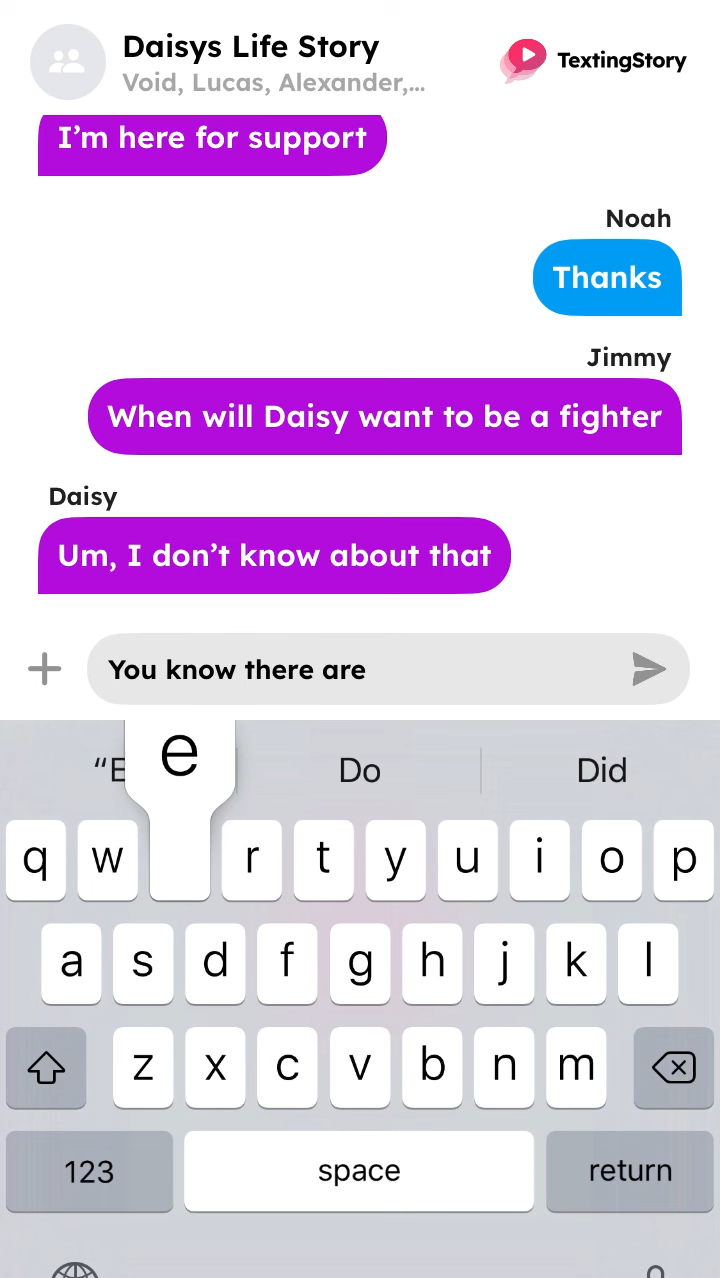 Daisys Life Story
Void, Lucas, Alexander,...
TextingStory
I’m here for support
Noah
Thanks
Jimmy
When will Daisy want to be a fighter
Daisy
Um, I don’t know about that
You know there are
“E
e
Do
Did
q w r t y u i o p
a s d f g h j k l
z x c v b n m
123
space
return